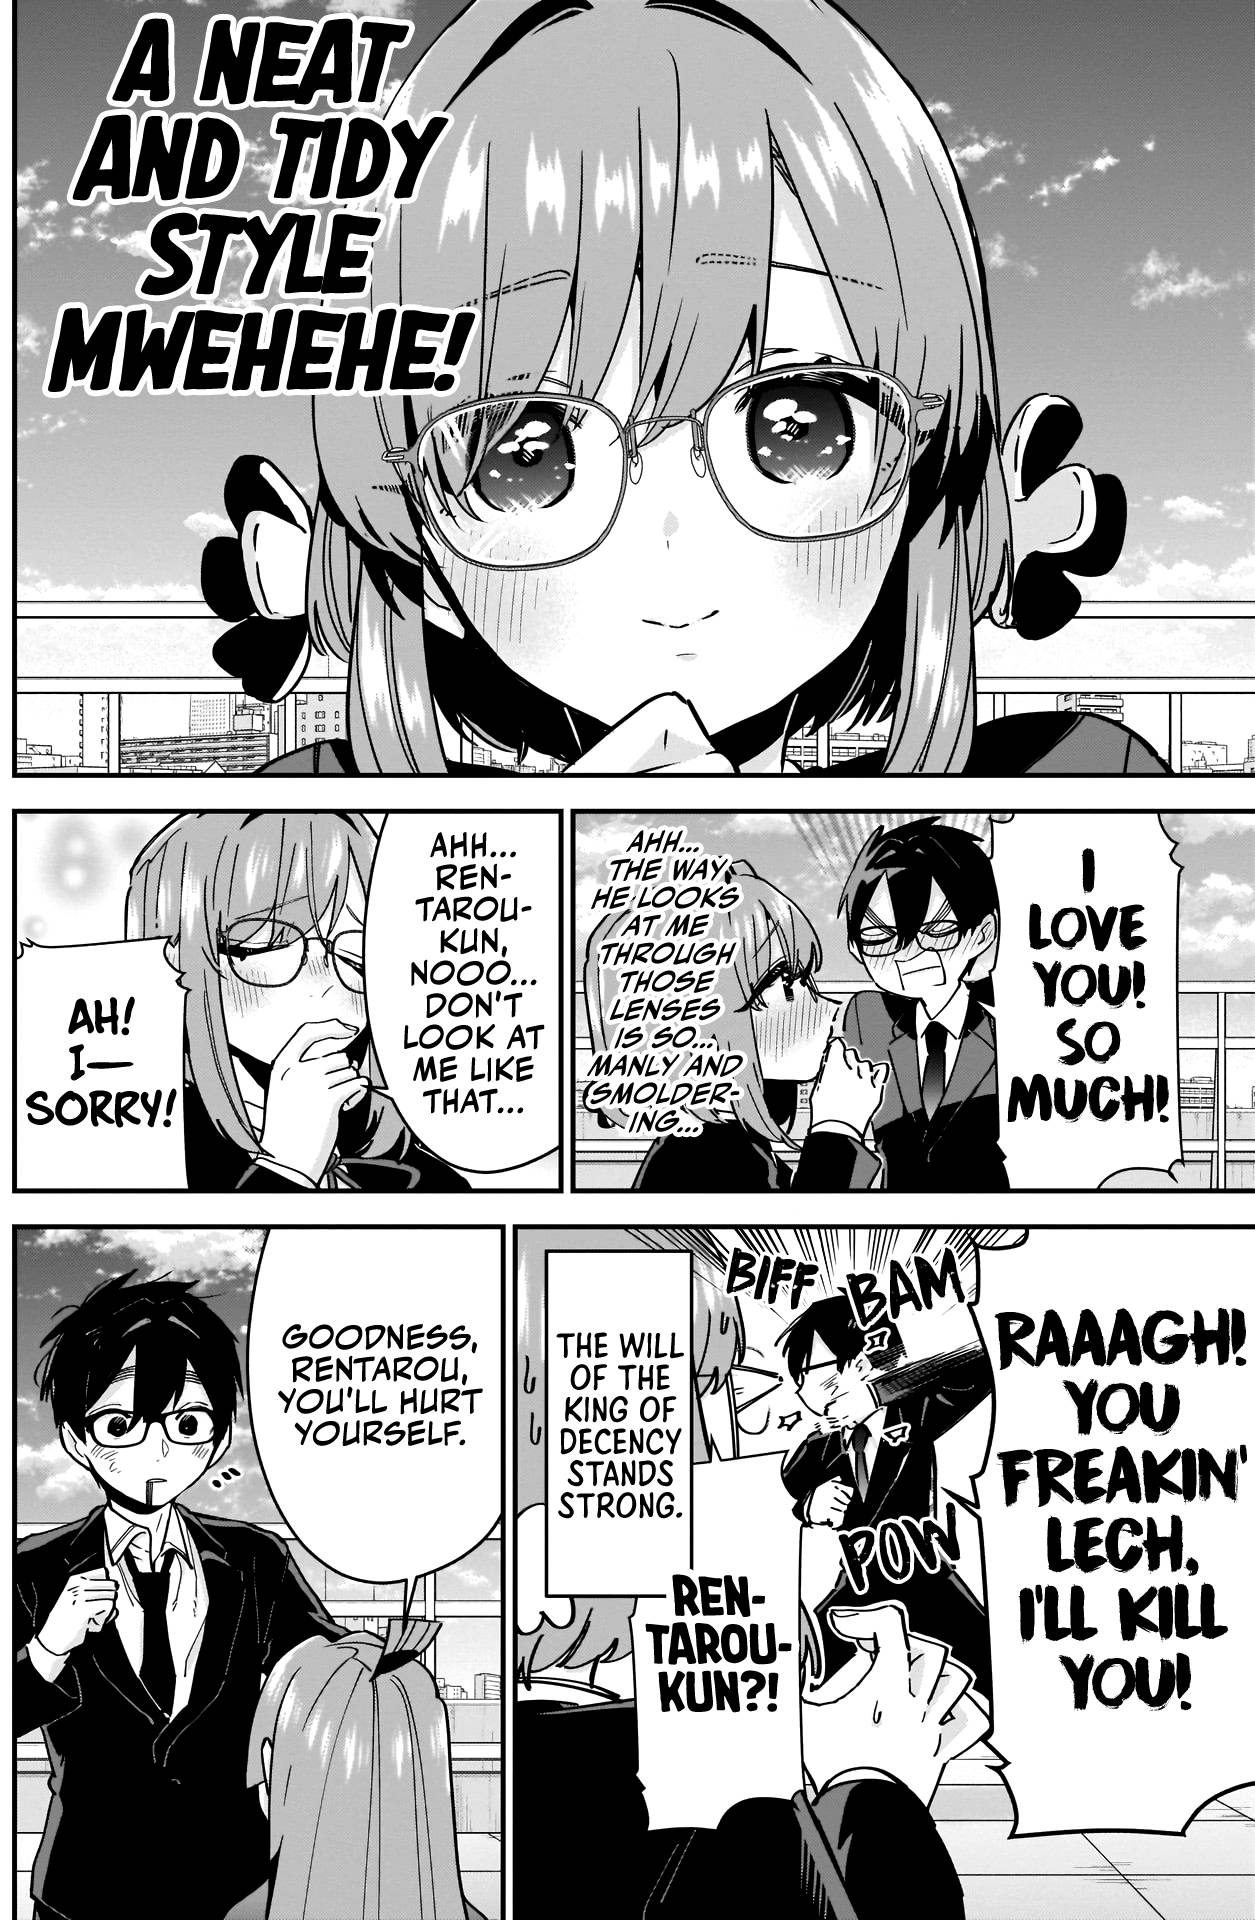 A NEAT
AND TIDY
STYLE
MWEHEHE!
I
LOVE
YOU!
SO
MUCH!
AHH...
THE WAY
HE LOOKS
AT ME
THROUGH
THOSE
LENSES
IS SO...
MANLY AND
SMOLDER-
ING...
AHH...
REN-
TAROU-
KUN,
NOOO...
DON'T
LOOK AT
ME LIKE
THAT...
AH!
I—
SORRY!
RAAAGH!
YOU
FREAKIN'
LECH,
I'LL KILL
YOU!
BIFF
BAM
POW
THE WILL
OF THE
KING OF
DECENCY
STANDS
STRONG.
REN-
TAROU-
KUN?!
GOODNESS,
RENTAROU,
YOU'LL HURT
YOURSELF.